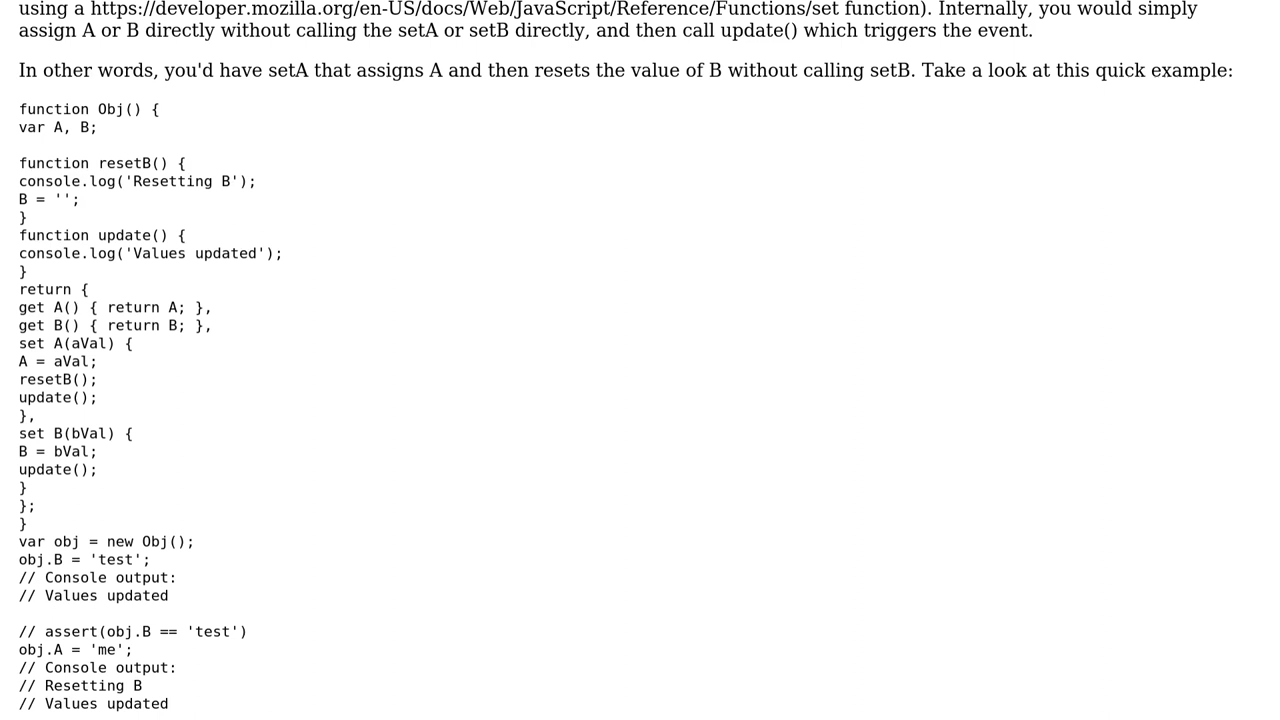 using a https://developer.mozilla.org/en-US/docs/Web/JavaScript/Reference/Functions/set function). Internally, you would simply
assign A or B directly without calling the setA or setB directly, and then call update() which triggers the event.
In other words, you'd have setA that assigns A and then resets the value of B without calling setB. Take a look at this quick example:
function Obj() {
var A, B;
function resetB() {
console.log('Resetting B');
B = '';
}
function update() {
console.log('Values updated');
}
return {
get A() { return A; },
get B() { return B; },
set A(aVal) {
A = aVal;
resetB();
update();
},
set B(bVal) {
B = bVal;
update();
}
};
}
var obj = new Obj();
obj.B = 'test';
// Console output:
// Values updated
// assert(obj.B == 'test')
obj.A = 'me';
// Console output:
// Resetting B
// Values updated